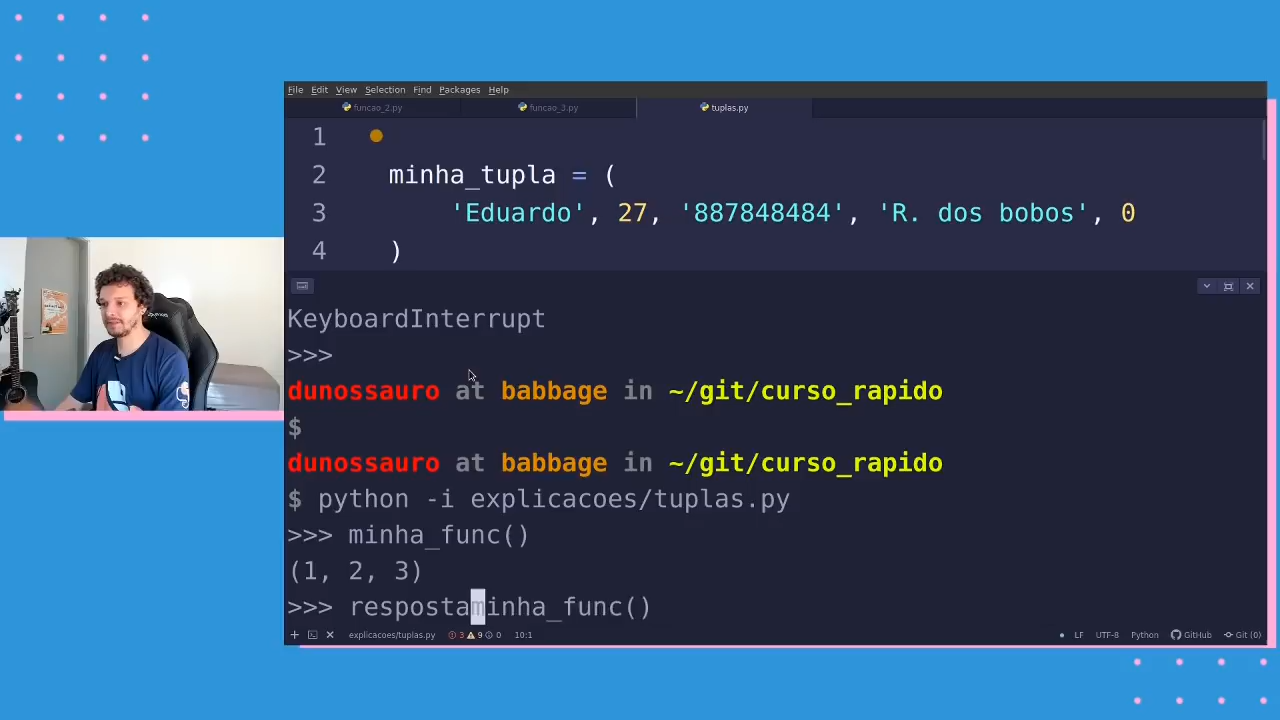 File Edit View Selection Find Packages Help
funcao_2.py funcao_3.py tuplas.py
1
2 minha_tupla = (
3 'Eduardo', 27, '887848484', 'R. dos bobos', 0
4 )
KeyboardInterrupt
>>>
dunossauro at babbage in ~/git/curso_rapido
$
dunossauro at babbage in ~/git/curso_rapido
$ python -i explicacoes/tuplas.py
>>> minha_func()
(1, 2, 3)
>>> respostaminha_func()
explicacoes/tuplas.py 3 9 0 10:1 LF UTF-8 Python GitHub Git (0)